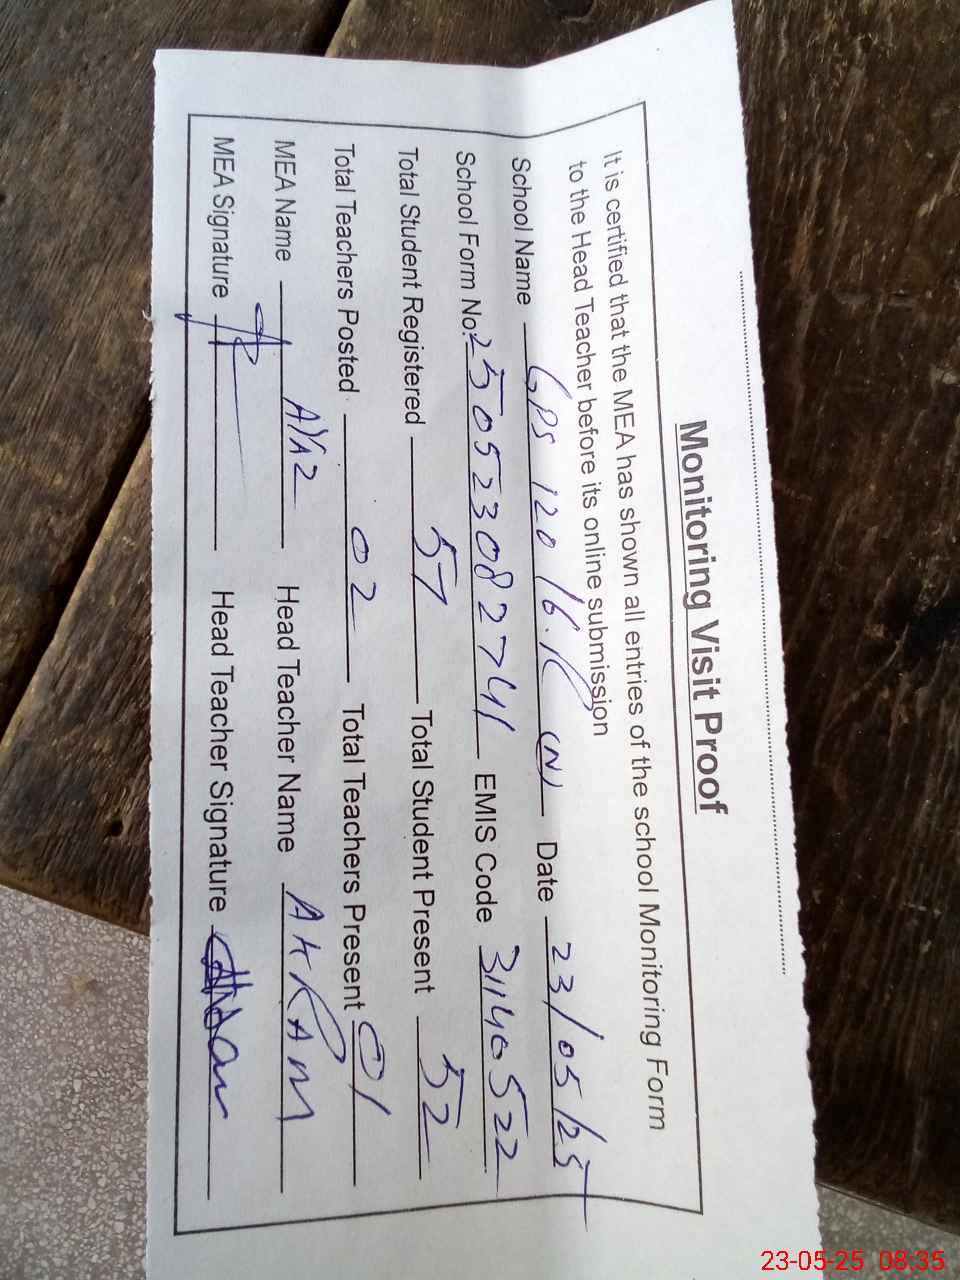 Monitoring Visit Proof
It is certified that the MEA has shown all entries of the school Monitoring Form
to the Head Teacher before its online submission
School Name GPS 120/16.R (N) Date 23/05/25
School Form No. 250523082741 EMIS Code 31140522
Total Student Registered 57 Total Student Present 52
Total Teachers Posted 02 Total Teachers Present 01
MEA Name Head Teacher Name AKRAM
MEA Signature Head Teacher Signature
23-05-25 08:35